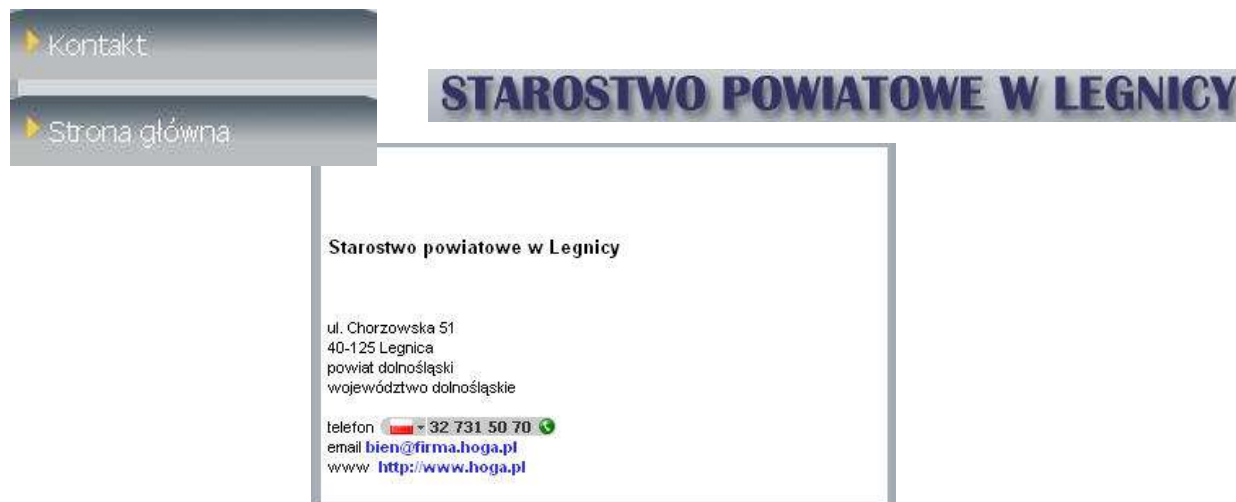 Kontakt
Strona główna
STAROSTWO POWIATOWE W LEGNICY
Starostwo powiatowe w Legnicy
ul. Chorzowska 51
40-125 Legnica
powiat dolnośląski
województwo dolnośląskie
telefon 32 731 50 70
email bien@firma.hoga.pl
www http://www.hoga.pl